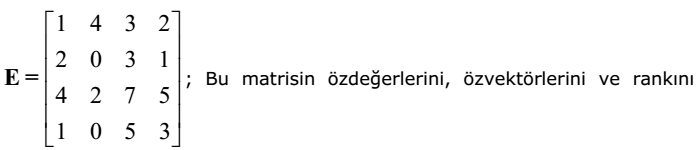 1 4 3 2
2 0 3 1
E = ; Bu matrisin özdeğerlerini, özvektörlerini ve rankını
4 2 7 5
1 0 5 3